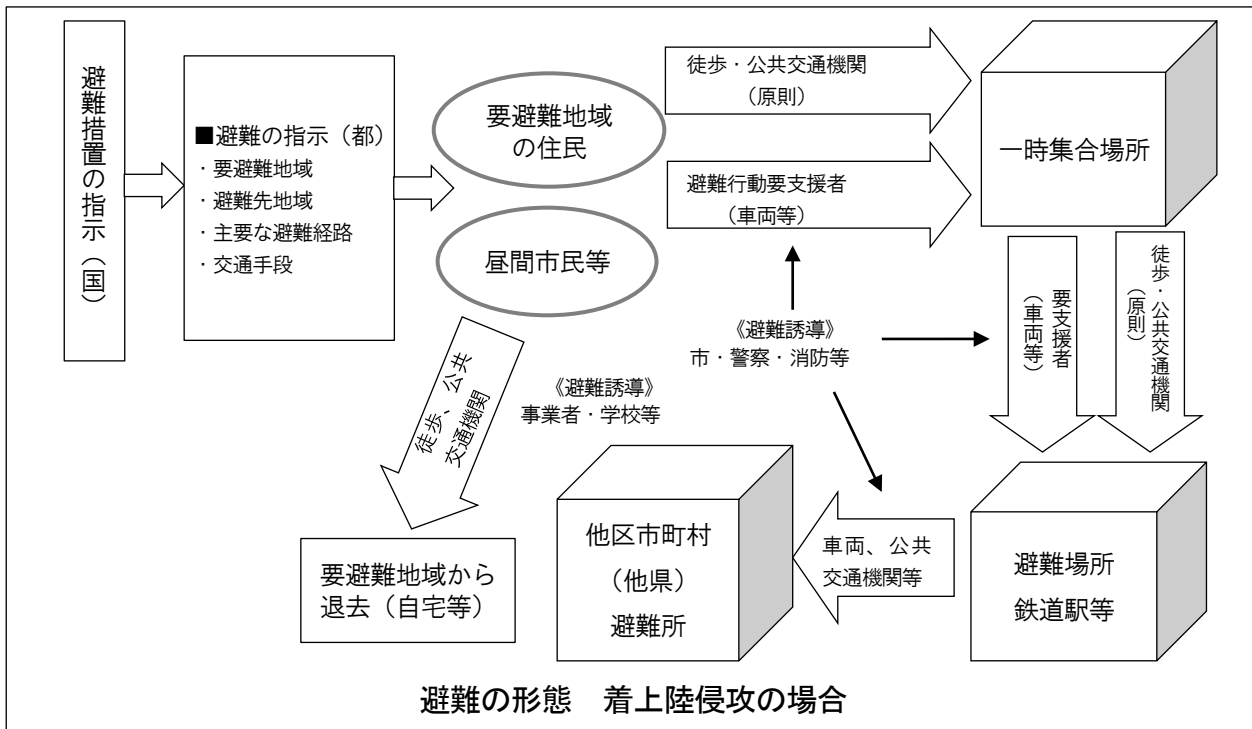 避難措置の指示（国）
■避難の指示（都）
・要避難地域
・避難先地域
・主要な避難経路
・交通手段
要避難地域
の住民
昼間市民等
徒歩・公共交通機関
（原則）
避難行動要支援者
（車両等）
一時集合場所
要支援者
（車両等）
徒歩・公共交通機関
（原則）
《避難誘導》
市・警察・消防等
《避難誘導》
事業者・学校等
徒歩、公共
交通機関
要避難地域から
退去（自宅等）
他区市町村
（他県）
避難所
車両、公共
交通機関等
避難場所
鉄道駅等
避難の形態　着上陸侵攻の場合